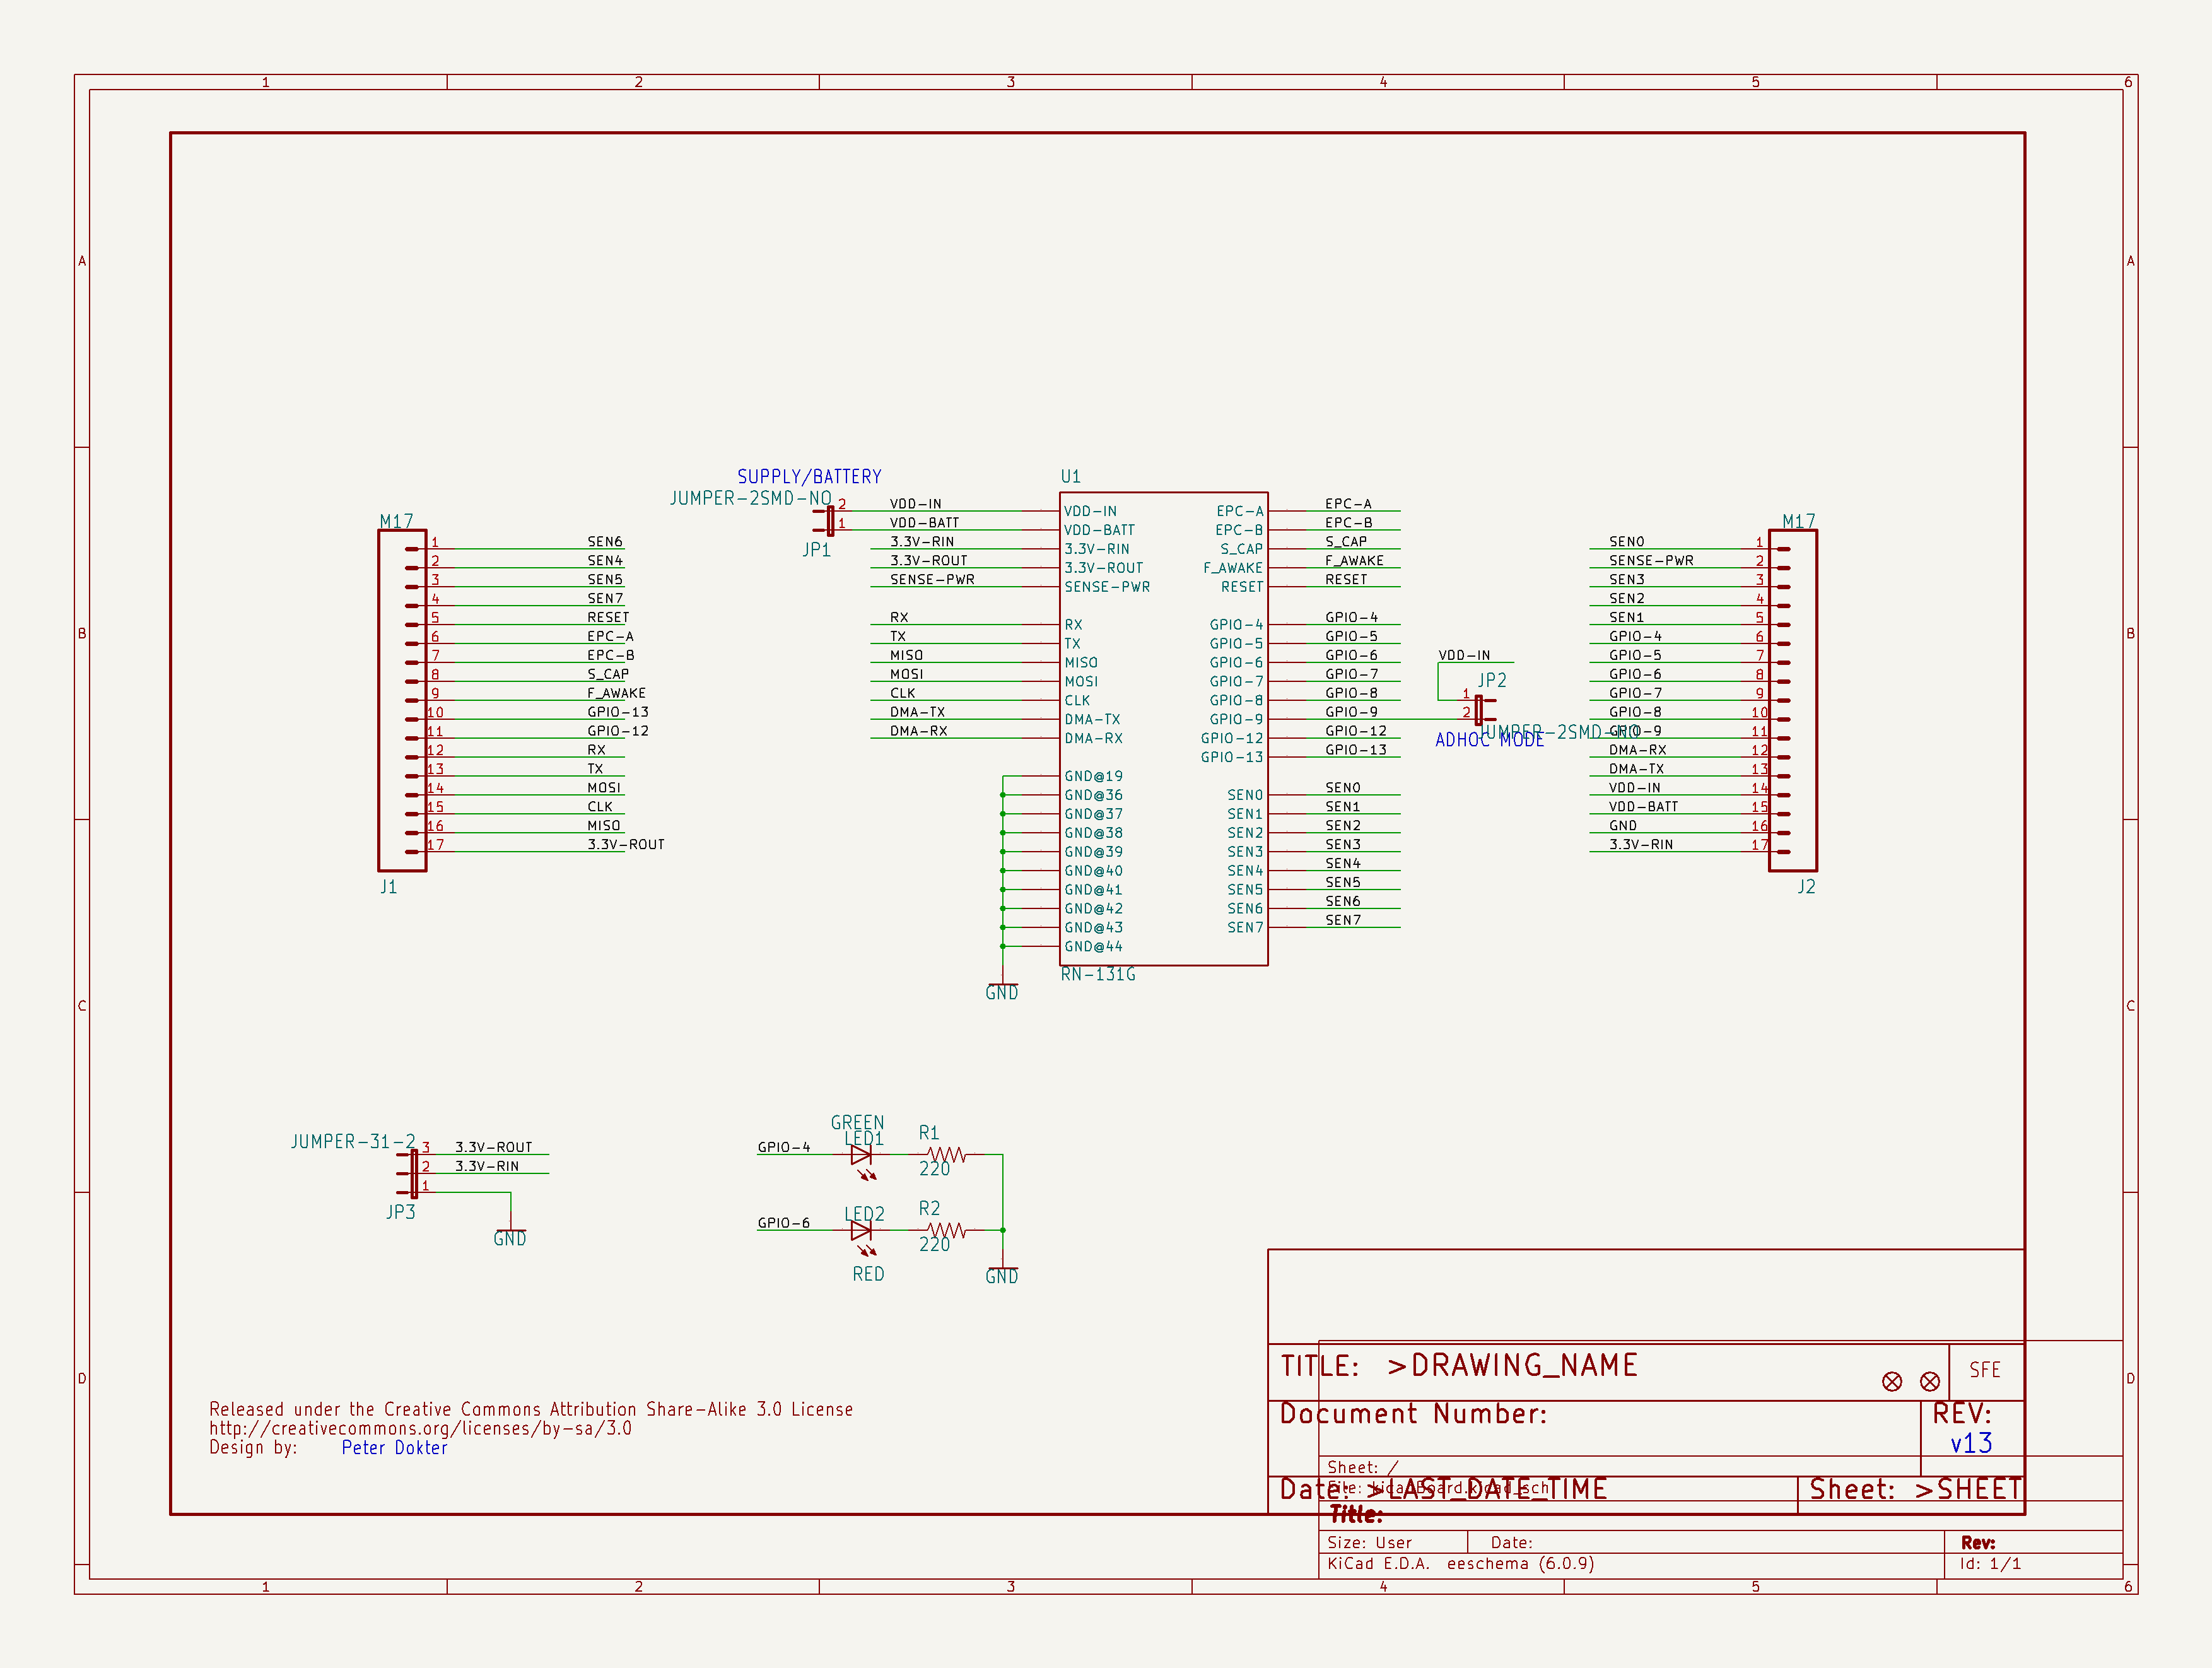 1 2 3 4 5 6
A A
B B
C C
D D
SUPPLY/BATTERY
JUMPER-2SMD-NO
2 VDD-IN
1 VDD-BATT
JP1
3.3V-RIN
3.3V-ROUT
SENSE-PWR
RX
TX
MISO
MOSI
CLK
DMA-TX
DMA-RX
M17
1 SEN6
2 SEN4
3 SEN5
4 SEN7
5 RESET
6 EPC-A
7 EPC-B
8 S_CAP
9 F_AWAKE
10 GPIO-13
11 GPIO-12
12 RX
13 TX
14 MOSI
15 CLK
16 MISO
17 3.3V-ROUT
J1
U1
VDD-IN EPC-A
VDD-BATT EPC-B
3.3V-RIN S_CAP
3.3V-ROUT F_AWAKE
SENSE-PWR RESET
RX GPIO-4
TX GPIO-5
MISO GPIO-6
MOSI GPIO-7
CLK GPIO-8
DMA-TX GPIO-9
DMA-RX GPIO-12
GPIO-13
GND@19
GND@36 SEN0
GND@37 SEN1
GND@38 SEN2
GND@39 SEN3
GND@40 SEN4
GND@41 SEN5
GND@42 SEN6
GND@43 SEN7
GND@44
RN-131G
GND
EPC-A
EPC-B
S_CAP
F_AWAKE
RESET
GPIO-4
GPIO-5
GPIO-6
GPIO-7
GPIO-8
GPIO-9
GPIO-12
GPIO-13
SEN0
SEN1
SEN2
SEN3
SEN4
SEN5
SEN6
SEN7
VDD-IN
JP2
1
2
JUMPER-2SMD-NO
ADHOC MODE
M17
SEN0 1
SENSE-PWR 2
SEN3 3
SEN2 4
SEN1 5
GPIO-4 6
GPIO-5 7
GPIO-6 8
GPIO-7 9
GPIO-8 10
GPIO-9 11
DMA-RX 12
DMA-TX 13
VDD-IN 14
VDD-BATT 15
GND 16
3.3V-RIN 17
J2
JUMPER-31-2
3 3.3V-ROUT
2 3.3V-RIN
1
JP3
GND
GREEN
GPIO-4 LED1 R1
220
GPIO-6 LED2 R2
220
RED
GND
Released under the Creative Commons Attribution Share-Alike 3.0 License
http://creativecommons.org/licenses/by-sa/3.0
Design by: Peter Dokter
TITLE: >DRAWING_NAME
SFE
Document Number:
REV:
v13
Date: >LAST_DATE_TIME
Sheet: >SHEET
Sheet: /
File: kicadBoard.kicad_sch
Title:
Size: User Date: Rev:
KiCad E.D.A. eeschema (6.0.9) Id: 1/1
1 2 3 4 5 6